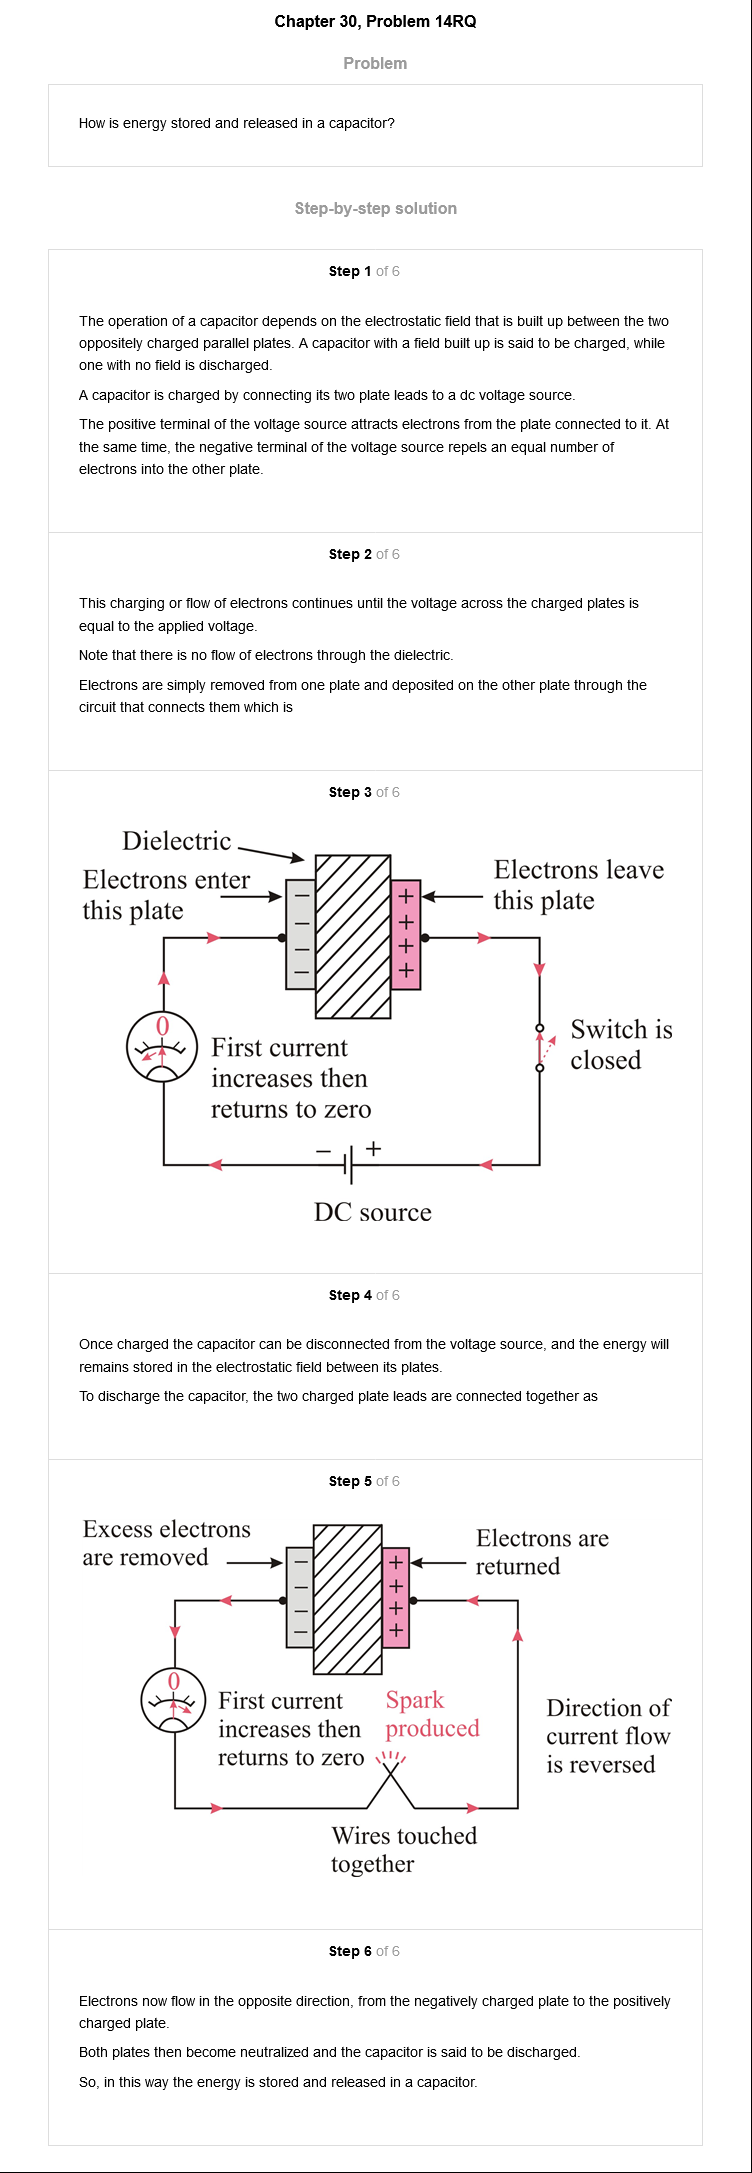 Chapter 30, Problem 14RQ
Problem
How is energy stored and released in a capacitor?
Step-by-step solution
Step 1 of 6
The operation of a capacitor depends on the electrostatic field that is built up between the two
oppositely charged parallel plates. A capacitor with a field built up is said to be charged, while
one with no field is discharged.
A capacitor is charged by connecting its two plate leads to a dc voltage source.
The positive terminal of the voltage source attracts electrons from the plate connected to it. At
the same time, the negative terminal of the voltage source repels an equal number of
electrons into the other plate.
Step 2 of 6
This charging or flow of electrons continues until the voltage across the charged plates is
equal to the applied voltage.
Note that there is no flow of electrons through the dielectric.
Electrons are simply removed from one plate and deposited on the other plate through the
circuit that connects them which is
Step 3 of 6
Dielectric
Electrons enter
this plate
Electrons leave
this plate
− − − −
+ + + +
0
First current
increases then
returns to zero
Switch is
closed
− +
DC source
Step 4 of 6
Once charged the capacitor can be disconnected from the voltage source, and the energy will
remains stored in the electrostatic field between its plates.
To discharge the capacitor, the two charged plate leads are connected together as
Step 5 of 6
Excess electrons
are removed
Electrons are
returned
− − − −
+ + + +
0
First current
increases then
returns to zero
Spark
produced
Direction of
current flow
is reversed
Wires touched
together
Step 6 of 6
Electrons now flow in the opposite direction, from the negatively charged plate to the positively
charged plate.
Both plates then become neutralized and the capacitor is said to be discharged.
So, in this way the energy is stored and released in a capacitor.